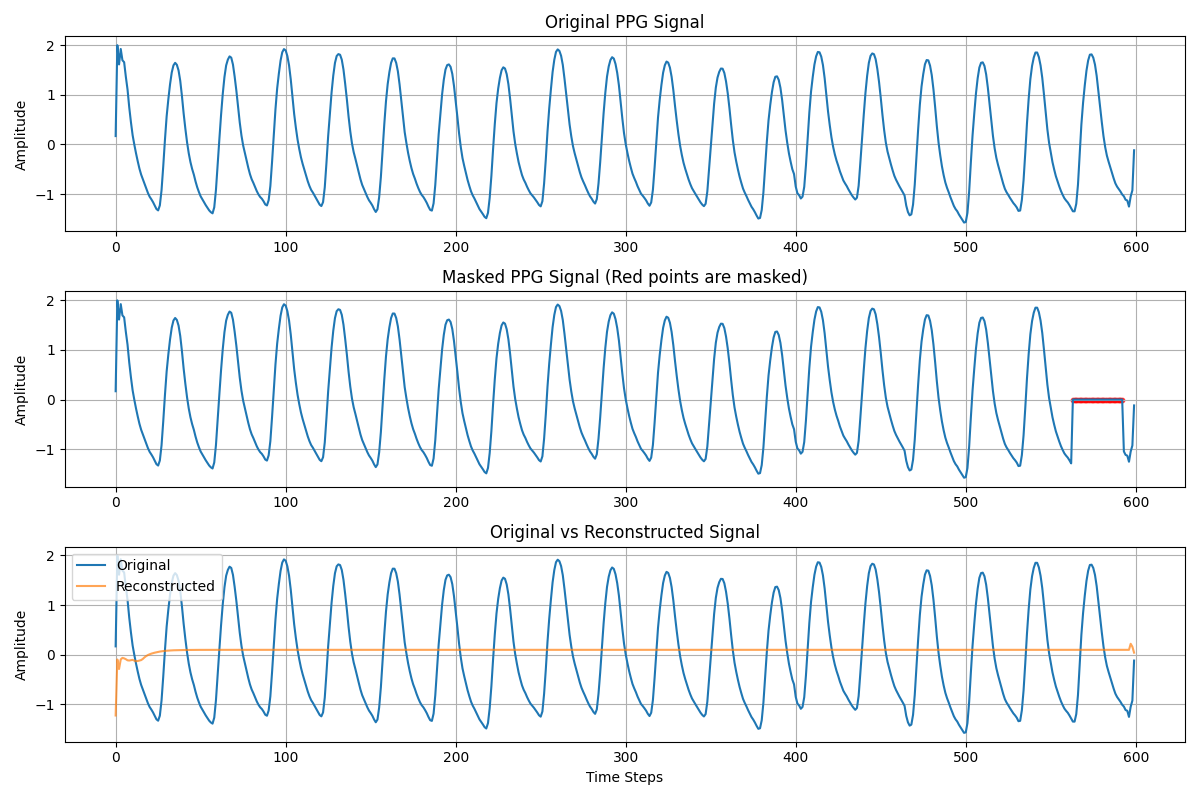 Original PPG Signal
2
1
0
−1
Amplitude
0 100 200 300 400 500 600
Masked PPG Signal (Red points are masked)
2
1
0
−1
Amplitude
0 100 200 300 400 500 600
Original vs Reconstructed Signal
Original
Reconstructed
2
1
0
−1
Amplitude
0 100 200 300 400 500 600
Time Steps